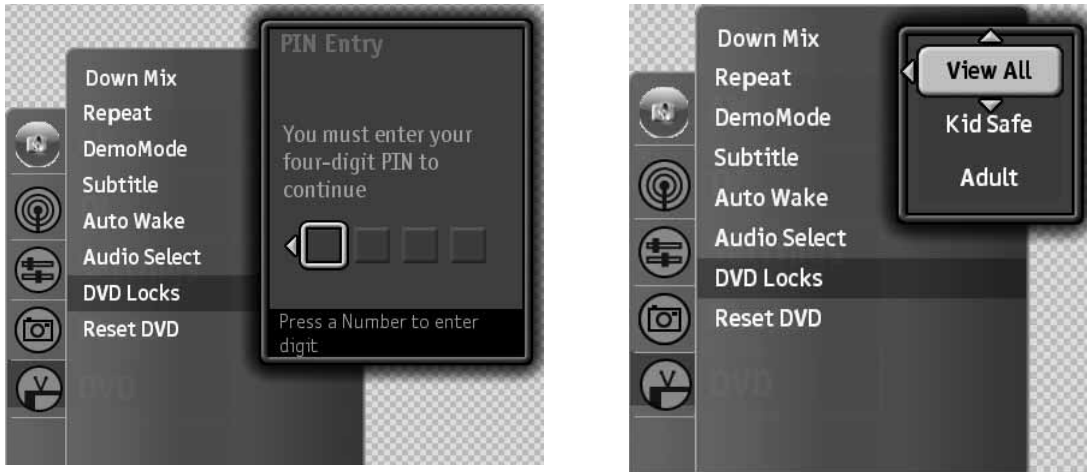 PIN Entry
Down Mix
Repeat
DemoMode
Subtitle
Auto Wake
Audio Select
DVD Locks
Reset DVD
You must enter your
four-digit PIN to
continue
Press a Number to enter
digit
DVD
Down Mix
Repeat
DemoMode
Subtitle
Auto Wake
Audio Select
DVD Locks
Reset DVD
View All
Kid Safe
Adult
DVD